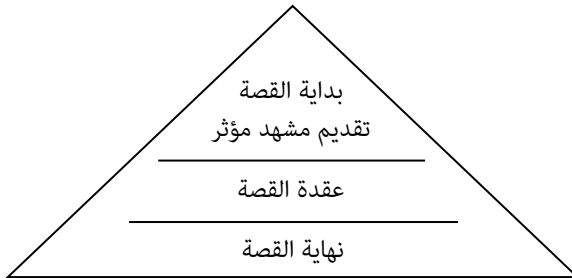 بداية القصة
تقديم مشهد مؤثر
عقدة القصة
نهاية القصة